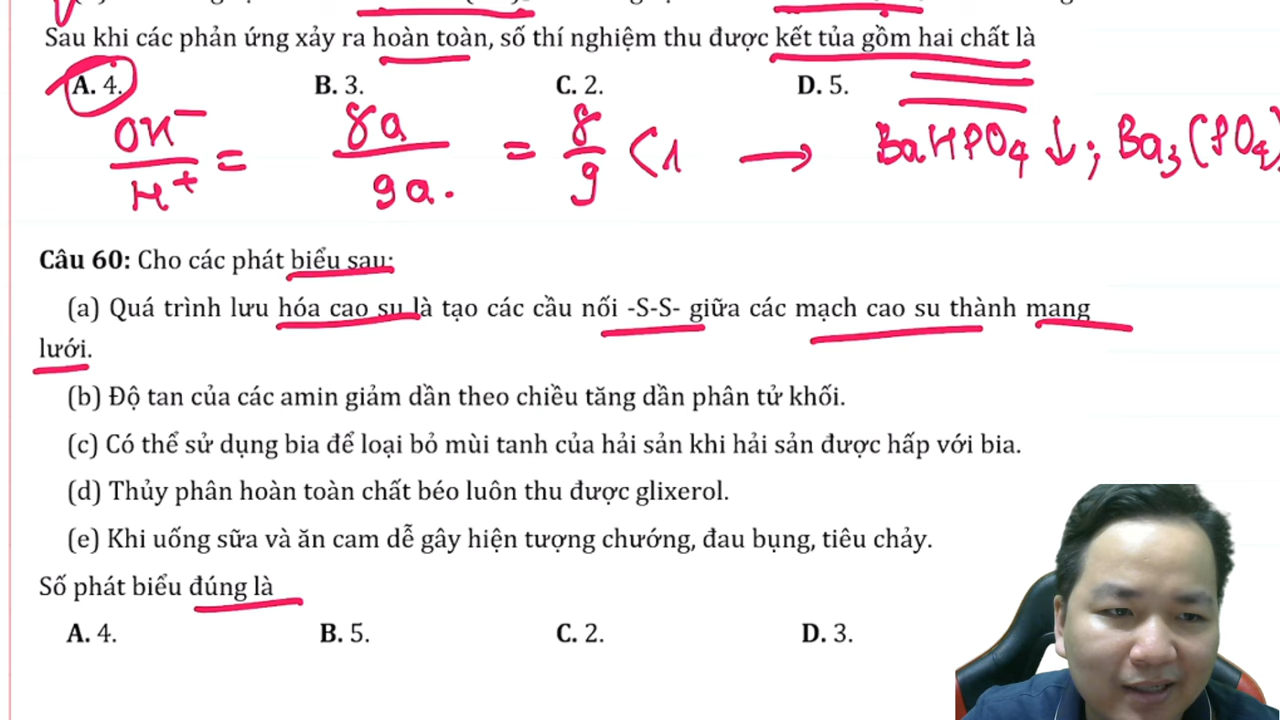 Sau khi các phản ứng xảy ra hoàn toàn, số thí nghiệm thu được kết tủa gồm hai chất là
A. 4. B. 3. C. 2. D. 5.
OH⁻/H⁺ = 8a/9a. = 8/9 < 1 → BaHPO₄ ↓ ; Ba₃(PO₄)
Câu 60: Cho các phát biểu sau:
(a) Quá trình lưu hóa cao su là tạo các cầu nối -S-S- giữa các mạch cao su thành mạng
lưới.
(b) Độ tan của các amin giảm dần theo chiều tăng dần phân tử khối.
(c) Có thể sử dụng bia để loại bỏ mùi tanh của hải sản khi hải sản được hấp với bia.
(d) Thủy phân hoàn toàn chất béo luôn thu được glixerol.
(e) Khi uống sữa và ăn cam dễ gây hiện tượng chướng, đau bụng, tiêu chảy.
Số phát biểu đúng là
A. 4. B. 5. C. 2. D. 3.